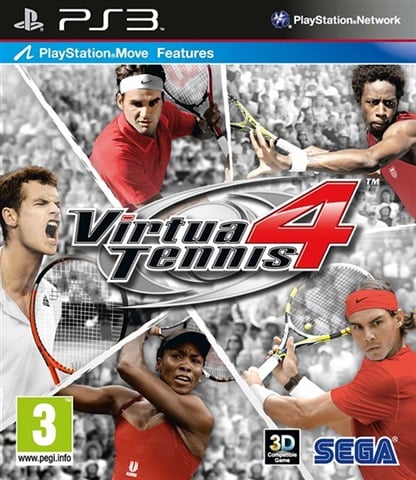 PS3
PlayStation®Network
PlayStation®Move Features
Virtua
Tennis 4
TM
3
www.pegi.info
3D
Compatible
Game
SEGA